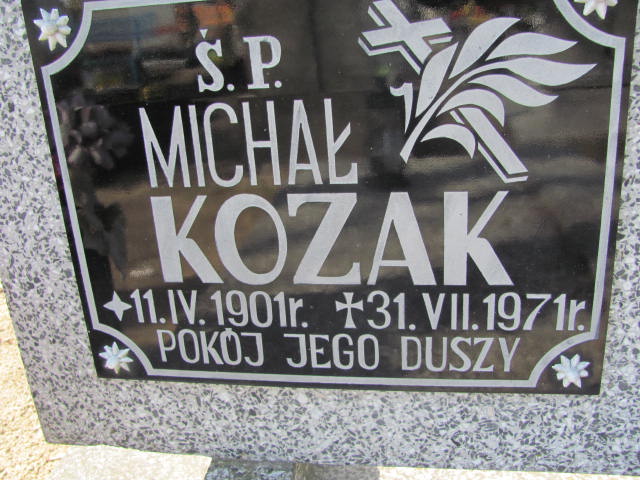 Ś.P.
MICHAŁ
KOZAK
11.IV.1901r. 31.VII.1971r.
POKÓJ JEGO DUSZY